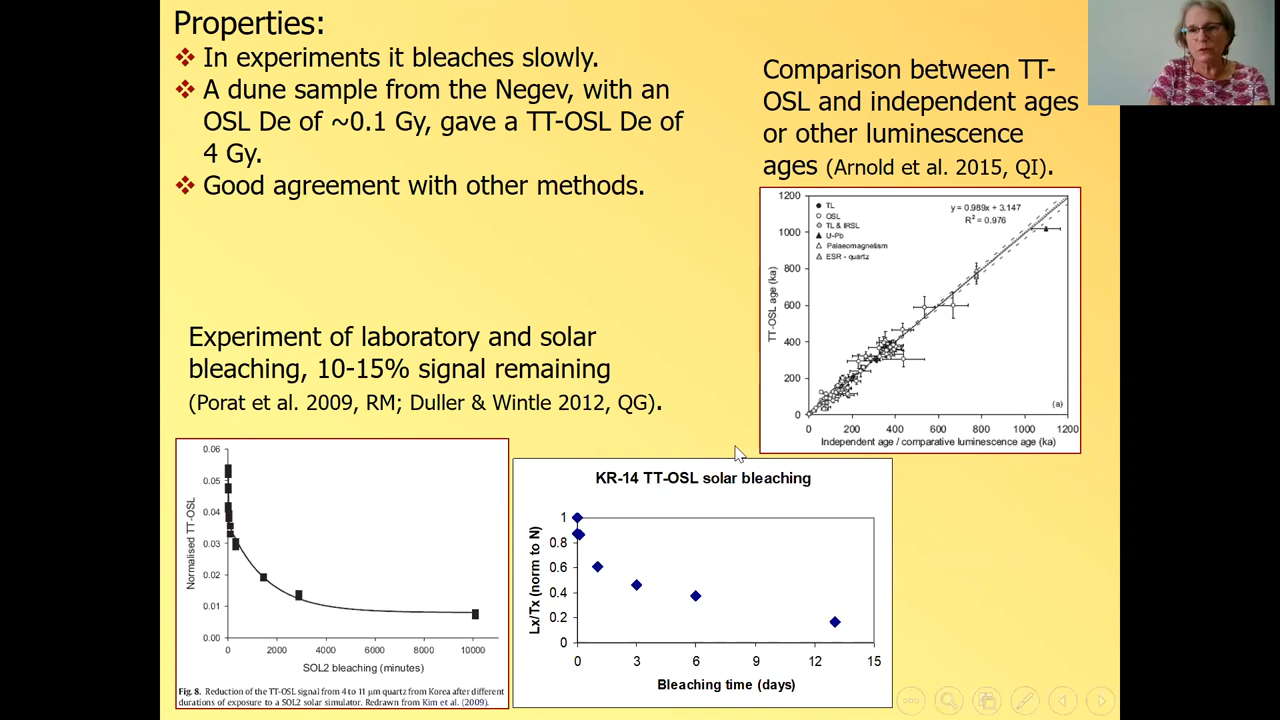 Properties:
❖ In experiments it bleaches slowly.
❖ A dune sample from the Negev, with an
OSL De of ~0.1 Gy, gave a TT-OSL De of
4 Gy.
❖ Good agreement with other methods.
Comparison between TT-
OSL and independent ages
or other luminescence
ages (Arnold et al. 2015, QI).
1200
1000
800
600
400
200
0
TT-OSL age (ka)
TL
OSL
TL & IRSL
U-Pb
Palaeomagnetism
ESR - quartz
y = 0.989x + 3.147
R² = 0.976
(a)
0 200 400 600 800 1000 1200
Independent age / comparative luminescence age (ka)
Experiment of laboratory and solar
bleaching, 10-15% signal remaining
(Porat et al. 2009, RM; Duller & Wintle 2012, QG).
0.06
0.05
0.04
0.03
0.02
0.01
0.00
Normalised TT-OSL
0 2000 4000 6000 8000 10000
SOL2 bleaching (minutes)
Fig. 8. Reduction of the TT-OSL signal from 4 to 11 μm quartz from Korea after different
durations of exposure to a SOL2 solar simulator. Redrawn from Kim et al. (2009).
KR-14 TT-OSL solar bleaching
1
0.8
0.6
0.4
0.2
0
Lx/Tx (norm to N)
0 3 6 9 12 15
Bleaching time (days)